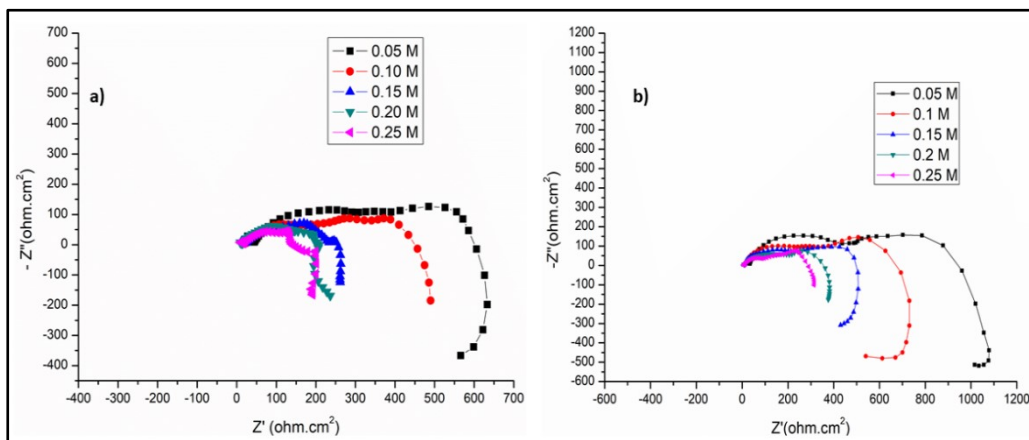 700
600
500
400
300
200
100
0
-100
-200
-300
-400
- Z"(ohm.cm²)
a)
0.05 M
0.10 M
0.15 M
0.20 M
0.25 M
-400 -300 -200 -100 0 100 200 300 400 500 600 700
Z' (ohm.cm²)
1200
1100
1000
900
800
700
600
500
400
300
200
100
0
-100
-200
-300
-400
-500
-600
-Z"(ohm.cm²)
b)
0.05 M
0.1 M
0.15 M
0.2 M
0.25 M
-600 -400 -200 0 200 400 600 800 1000 1200
Z'(ohm.cm²)